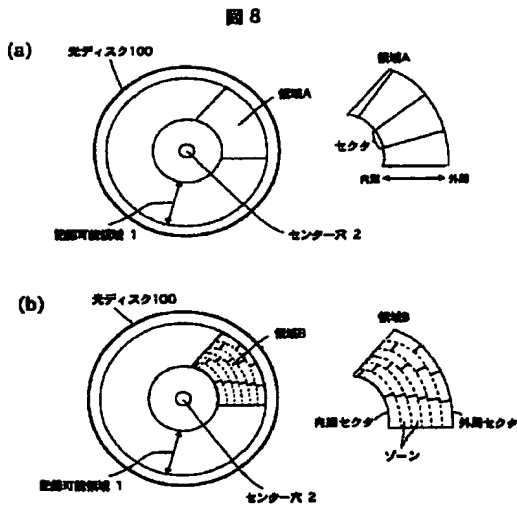 図 8
(a)
光ディスク100
領域A
領域A
セクタ
内周
外周
記録可能領域 1
センター穴 2
(b)
光ディスク100
領域B
領域B
内周セクタ
外周セクタ
ゾーン
記録可能領域 1
センター穴 2